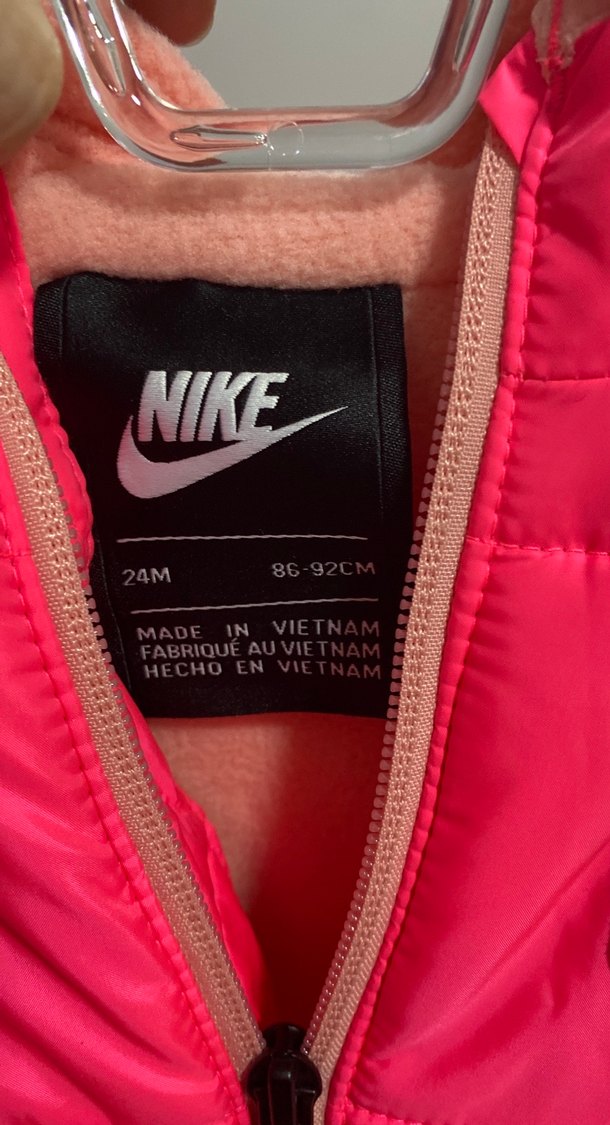 NIKE
24M 86-92CM
MADE IN VIETNAM
FABRIQUÉ AU VIETNAM
HECHO EN VIETNAM